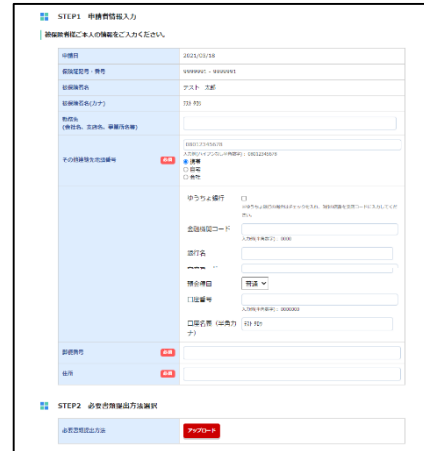 STEP1 申請者情報入力
被保険者様ご本人の情報をご入力ください。
申請日 2021/03/18
保険証記号・番号 9999990 - 9000991
被保険者名 テスト 太郎
被保険者名(カナ) ﾃｽﾄ ﾀﾛｳ
勤務先
(会社名、支店名、事業所名等)
08012345678
入力例(ハイフンなし半角数字)：08012345678
その他連絡先電話番号 必須 携帯
自宅
会社
ゆうちょ銀行
金融機関コード
入力例(半角数字)：0000
銀行名
預金種目 普通
口座番号
入力例(半角数字)：0000000
口座名義（半角カナ） ﾃｽﾄ ﾀﾛｳ
郵便番号 必須
住所 必須
STEP2 必要書類提出方法選択
必要書類提出方法 アップロード